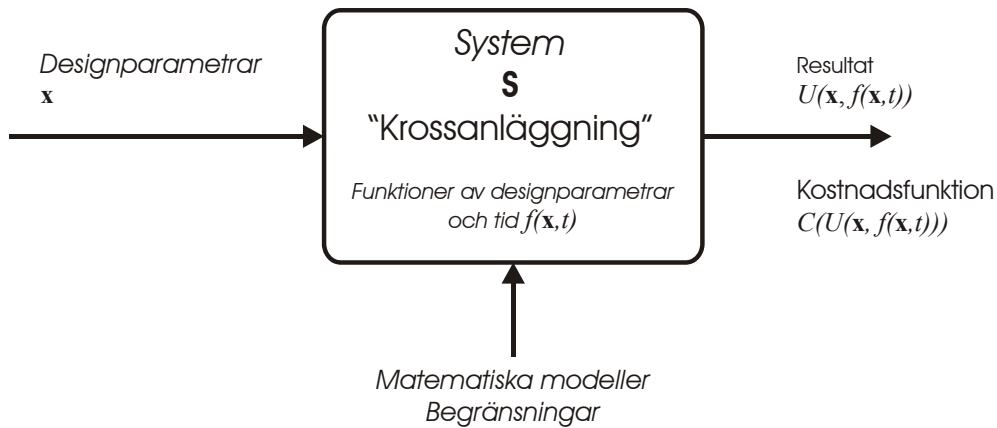 Designparametrar
x
System
S
“Krossanläggning”
Funktioner av designparametrar
och tid f(x,t)
Resultat
U(x, f(x,t))
Kostnadsfunktion
C(U(x, f(x,t)))
Matematiska modeller
Begränsningar